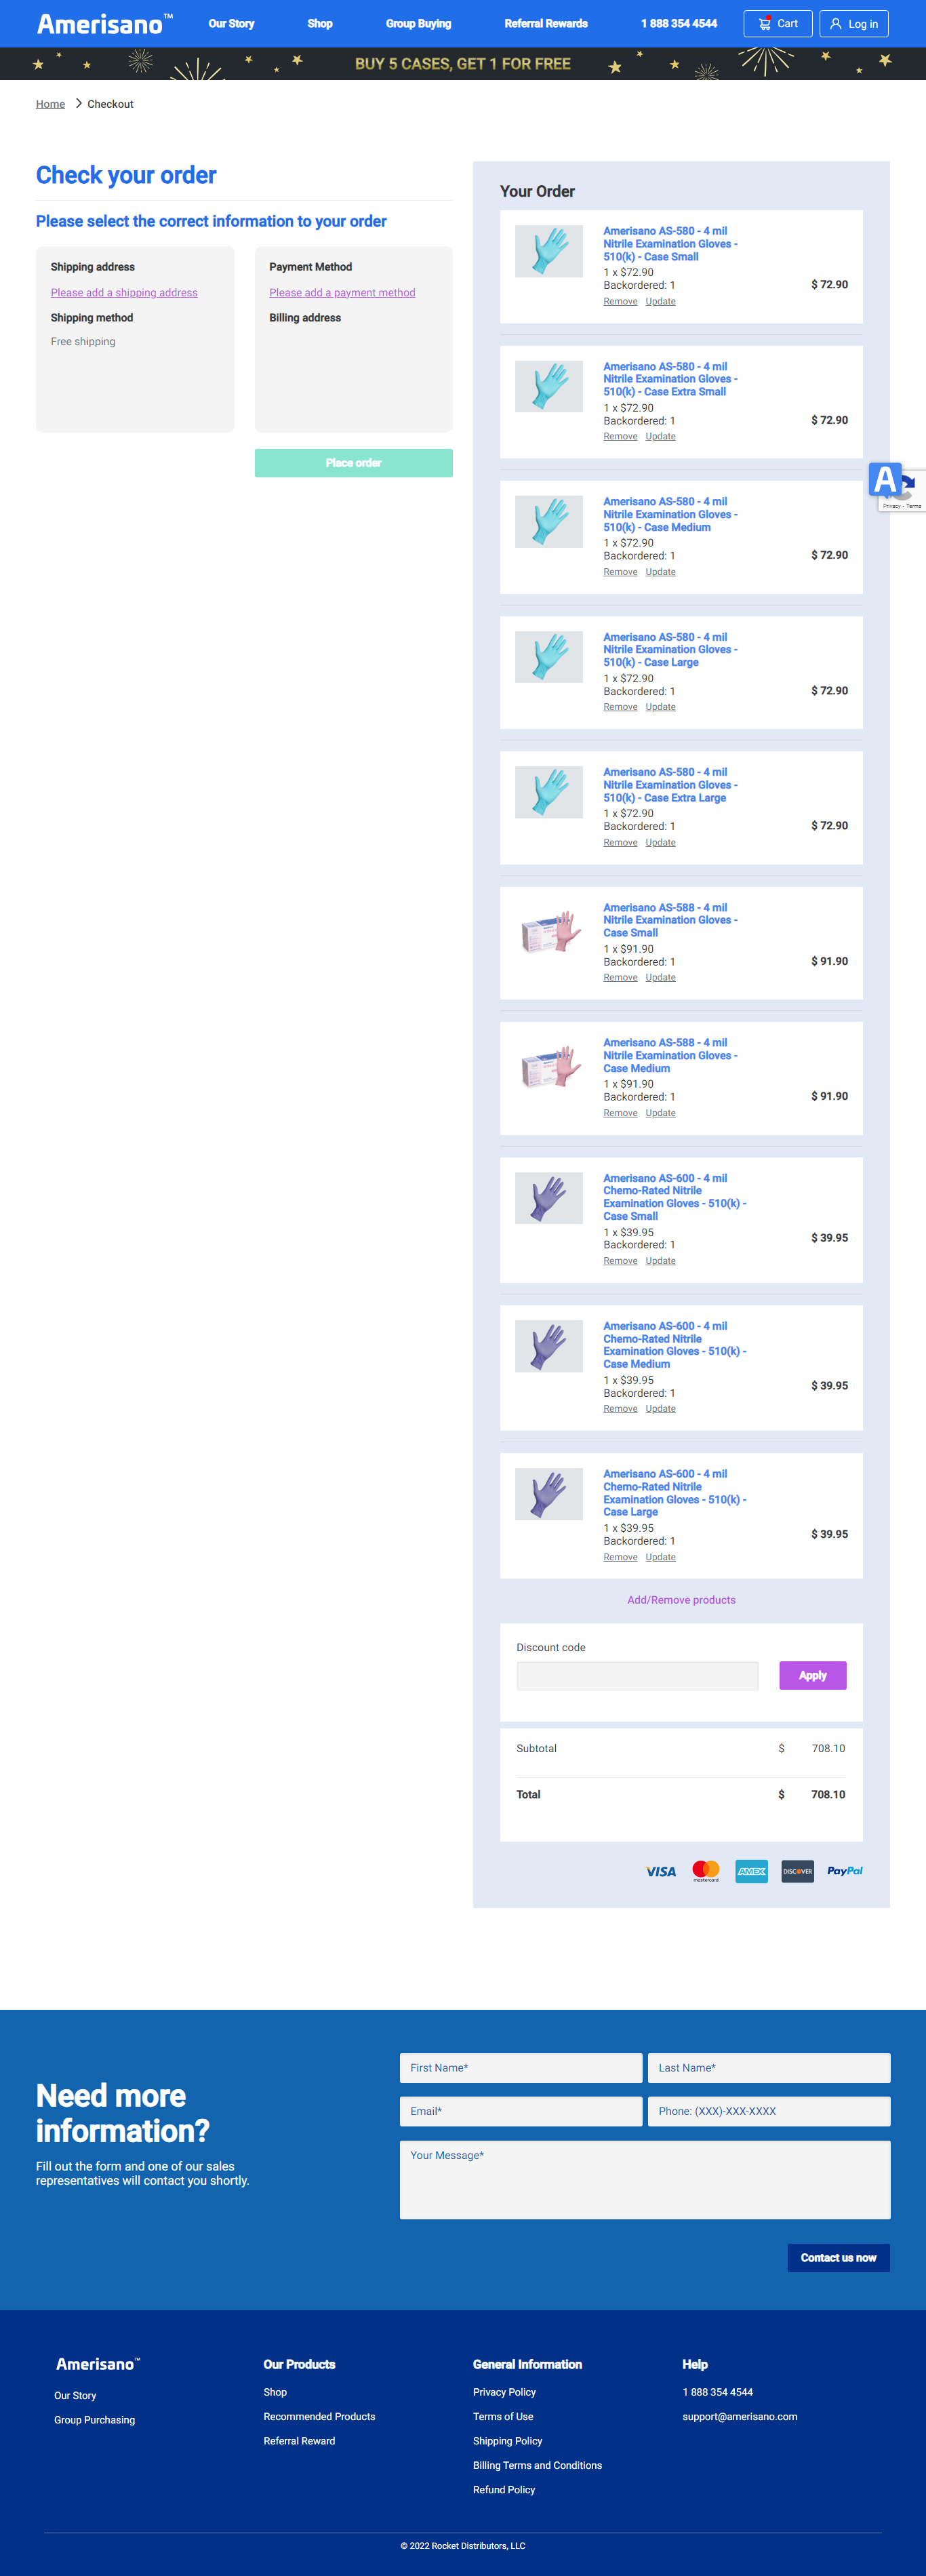 Amerisano™
Our Story
Shop
Group Buying
Referral Rewards
1 888 354 4544
Cart
Log in
BUY 5 CASES, GET 1 FOR FREE
Home > Checkout
Check your order
Please select the correct information to your order
Shipping address
Please add a shipping address
Shipping method
Free shipping
Payment Method
Please add a payment method
Billing address
Place order
Your Order
Amerisano AS-580 - 4 mil
Nitrile Examination Gloves -
510(k) - Case Small
1 x $72.90
Backordered: 1
Remove Update
$ 72.90
Amerisano AS-580 - 4 mil
Nitrile Examination Gloves -
510(k) - Case Extra Small
1 x $72.90
Backordered: 1
Remove Update
$ 72.90
Amerisano AS-580 - 4 mil
Nitrile Examination Gloves -
510(k) - Case Medium
1 x $72.90
Backordered: 1
Remove Update
$ 72.90
Amerisano AS-580 - 4 mil
Nitrile Examination Gloves -
510(k) - Case Large
1 x $72.90
Backordered: 1
Remove Update
$ 72.90
Amerisano AS-580 - 4 mil
Nitrile Examination Gloves -
510(k) - Case Extra Large
1 x $72.90
Backordered: 1
Remove Update
$ 72.90
Amerisano AS-588 - 4 mil
Nitrile Examination Gloves -
Case Small
1 x $91.90
Backordered: 1
Remove Update
$ 91.90
Amerisano AS-588 - 4 mil
Nitrile Examination Gloves -
Case Medium
1 x $91.90
Backordered: 1
Remove Update
$ 91.90
Amerisano AS-600 - 4 mil
Chemo-Rated Nitrile
Examination Gloves - 510(k) -
Case Small
1 x $39.95
Backordered: 1
Remove Update
$ 39.95
Amerisano AS-600 - 4 mil
Chemo-Rated Nitrile
Examination Gloves - 510(k) -
Case Medium
1 x $39.95
Backordered: 1
Remove Update
$ 39.95
Amerisano AS-600 - 4 mil
Chemo-Rated Nitrile
Examination Gloves - 510(k) -
Case Large
1 x $39.95
Backordered: 1
Remove Update
$ 39.95
A
Privacy - Terms
Add/Remove products
Discount code
Apply
Subtotal $ 708.10
Total $ 708.10
VISA
mastercard
AMEX
DISCOVER
PayPal
Need more
information?
Fill out the form and one of our sales
representatives will contact you shortly.
First Name*
Last Name*
Email*
Phone: (XXX)-XXX-XXXX
Your Message*
Contact us now
Amerisano™
Our Story
Group Purchasing
Our Products
Shop
Recommended Products
Referral Reward
General Information
Privacy Policy
Terms of Use
Shipping Policy
Billing Terms and Conditions
Refund Policy
Help
1 888 354 4544
support@amerisano.com
© 2022 Rocket Distributors, LLC